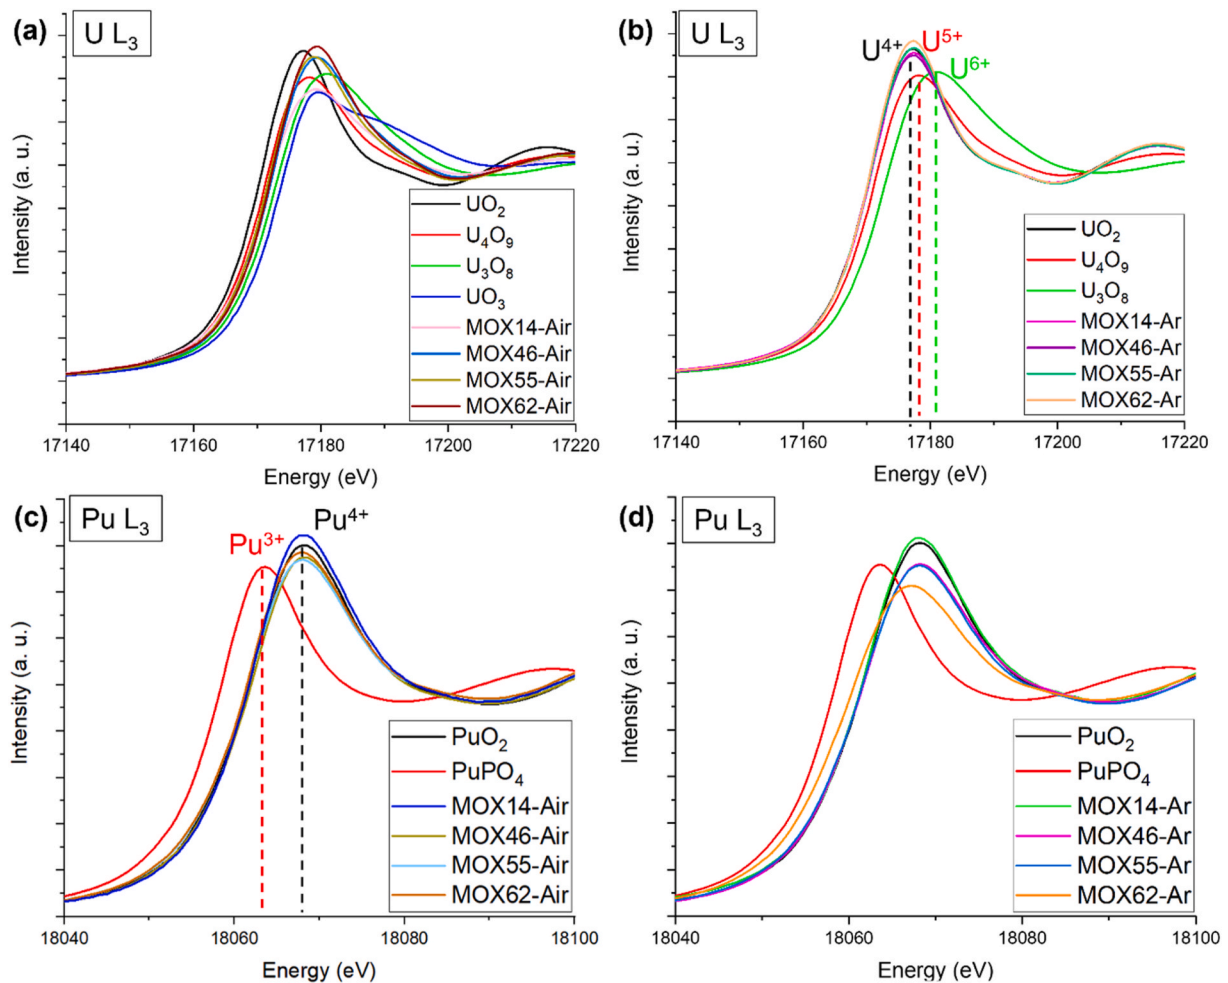 (a) U L3
Intensity (a. u.)
UO2
U4O9
U3O8
UO3
MOX14-Air
MOX46-Air
MOX55-Air
MOX62-Air
17140 17160 17180 17200 17220
Energy (eV)
(b) U L3
U4+ U5+
U6+
Intensity (a. u.)
UO2
U4O9
U3O8
MOX14-Ar
MOX46-Ar
MOX55-Ar
MOX62-Ar
17140 17160 17180 17200 17220
Energy (eV)
(c) Pu L3
Pu3+ Pu4+
Intensity (a. u.)
PuO2
PuPO4
MOX14-Air
MOX46-Air
MOX55-Air
MOX62-Air
18040 18060 18080 18100
Energy (eV)
(d) Pu L3
Intensity (a. u.)
PuO2
PuPO4
MOX14-Ar
MOX46-Ar
MOX55-Ar
MOX62-Ar
18040 18060 18080 18100
Energy (eV)